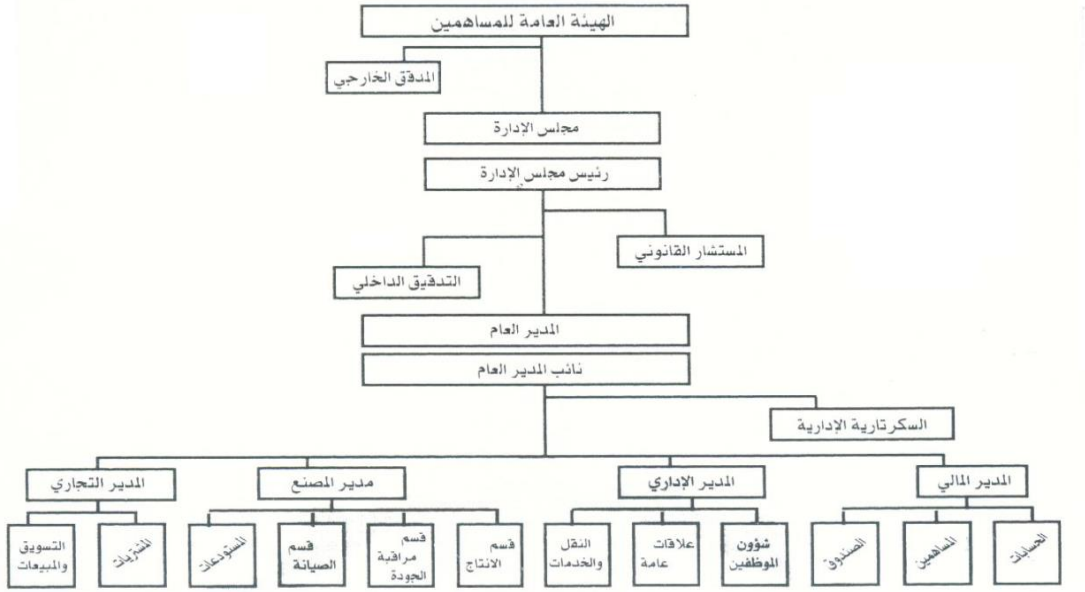 الهيئة العامة للمساهمين
المدقق الخارجي
مجلس الإدارة
رئيس مجلس الإدارة
المستشار القانوني
التدقيق الداخلي
المدير العام
نائب المدير العام
السكرتارية الإدارية
المدير المالي
المدير الإداري
مدير المصنع
المدير التجاري
الحسابات
المساهمين
الصندوق
شؤون
الموظفين
علاقات
عامة
النقل
والخدمات
قسم
الانتاج
قسم
مراقبة
الجودة
قسم
الصيانة
المستودعات
المشتريات
التسويق
والمبيعات